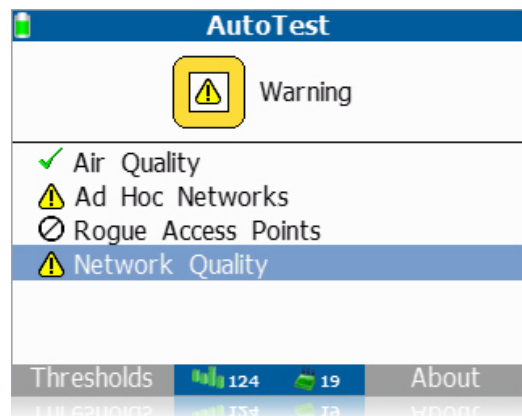 AutoTest
Warning
Air Quality
Ad Hoc Networks
Rogue Access Points
Network Quality
Thresholds 124 19 About